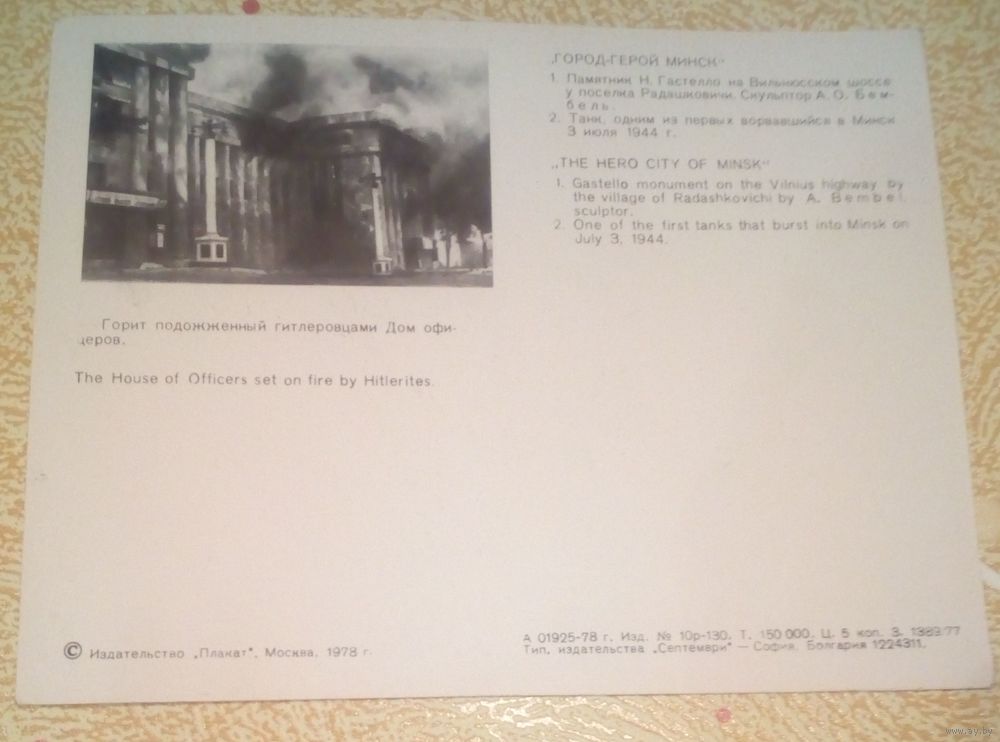 Горит подожженный гитлеровцами Дом офи-
церов.
The House of Officers set on fire by Hitlerites.
© Издательство „Плакат“, Москва, 1978 г.
„ГОРОД-ГЕРОЙ МИНСК“
1. Памятник Н. Гастелло на Вильнюсском шоссе
у поселка Радашковичи. Скульптор А. О. Бем-
бель.
2. Танк, одним из первых ворвавшийся в Минск
3 июля 1944 г.
„THE HERO CITY OF MINSK“
1. Gastello monument on the Vilnius highway, by
the village of Radashkovichi by A. Bembel,
sculptor.
2. One of the first tanks that burst into Minsk on
July 3, 1944.
А 01925-78 г. Изд. № 10р-130. Т. 150 000. Ц. 5 коп. З. 1389/77
Тип. издательства „Септември“ — София, Болгария 1224311.
www.ay.by